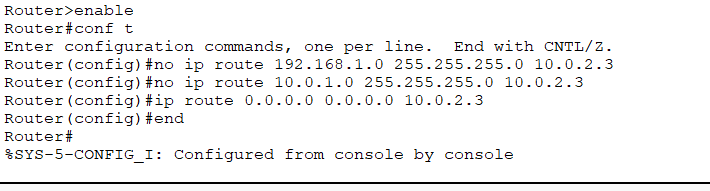 Router>enable
Router#conf t
Enter configuration commands, one per line.  End with CNTL/Z.
Router(config)#no ip route 192.168.1.0 255.255.255.0 10.0.2.3
Router(config)#no ip route 10.0.1.0 255.255.255.0 10.0.2.3
Router(config)#ip route 0.0.0.0 0.0.0.0 10.0.2.3
Router(config)#end
Router#
%SYS-5-CONFIG_I: Configured from console by console